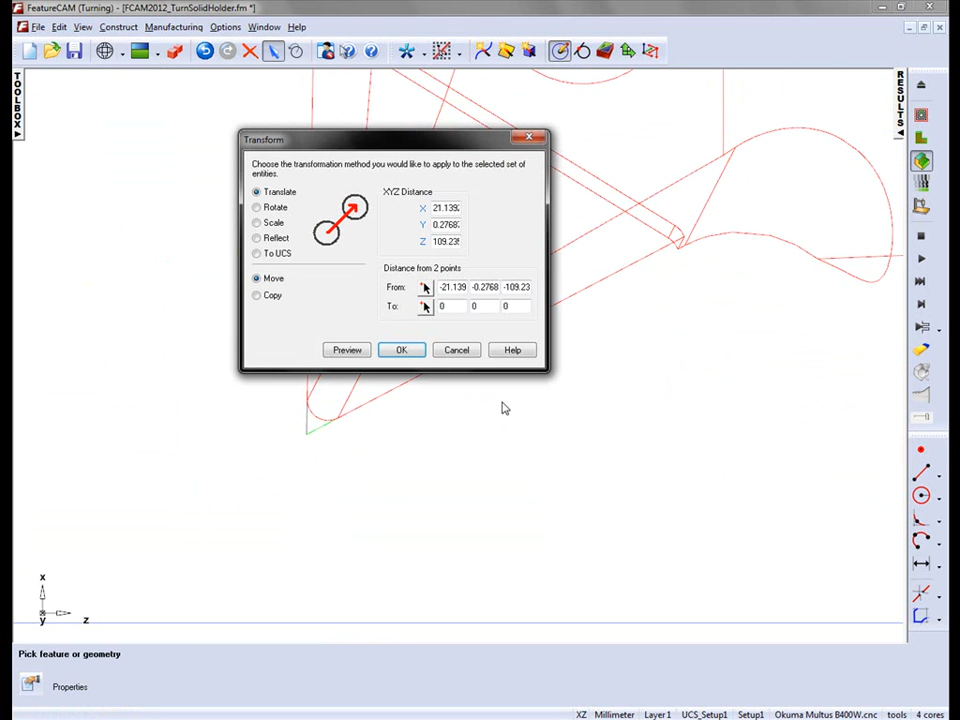 FeatureCAM (Turning) - [FCAM2012_TurnSolidHolder.fm *]
File Edit View Construct Manufacturing Options Window Help
TOOLBOX
RESULTS
Transform
Choose the transformation method you would like to apply to the selected set of
entities.
Translate
Rotate
Scale
Reflect
To UCS
Move
Copy
XYZ Distance
X 21.139
Y 0.2768
Z 109.23
Distance from 2 points
From: -21.139 -0.2768 -109.23
To: 0 0 0
Preview OK Cancel Help
x
y
z
Pick feature or geometry
Properties
XZ Millimeter Layer1 UCS_Setup1 Setup1 Okuma Multus B400W.cnc tools 4 cores